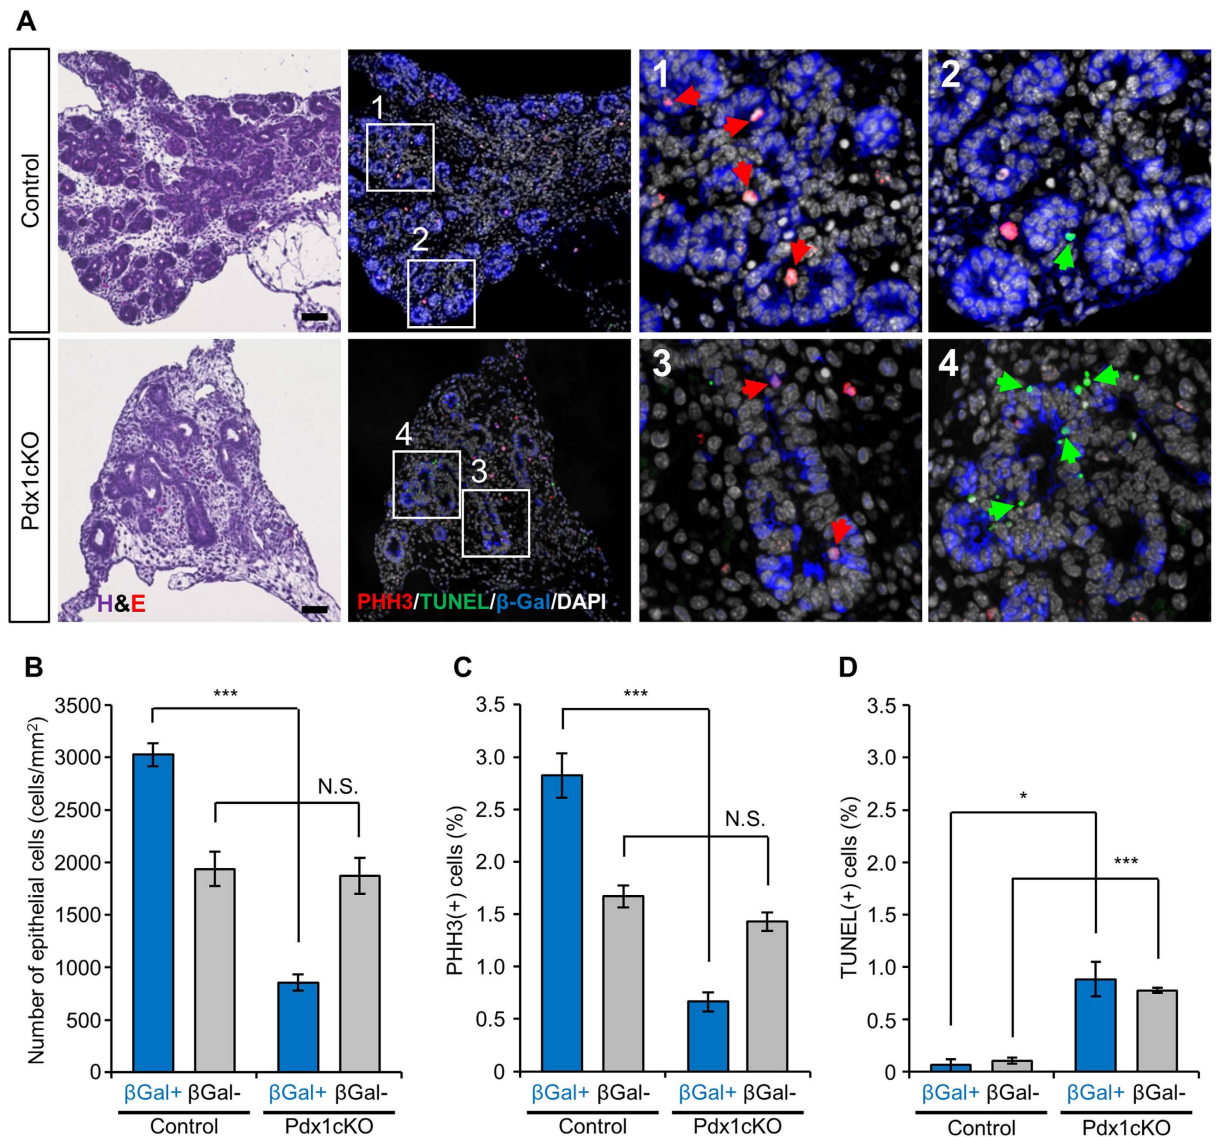 A
Control
1
2
1
2
Pdx1cKO
H&E
4
3
PHH3/TUNEL/β-Gal/DAPI
3
4
B
Number of epithelial cells (cells/mm²)
3500
3000
2500
2000
1500
1000
500
0
***
N.S.
βGal+ βGal- βGal+ βGal-
Control Pdx1cKO
C
PHH3(+) cells (%)
3.5
3.0
2.5
2.0
1.5
1.0
0.5
0
***
N.S.
βGal+ βGal- βGal+ βGal-
Control Pdx1cKO
D
TUNEL(+) cells (%)
3.5
3.0
2.5
2.0
1.5
1.0
0.5
0
*
***
βGal+ βGal- βGal+ βGal-
Control Pdx1cKO